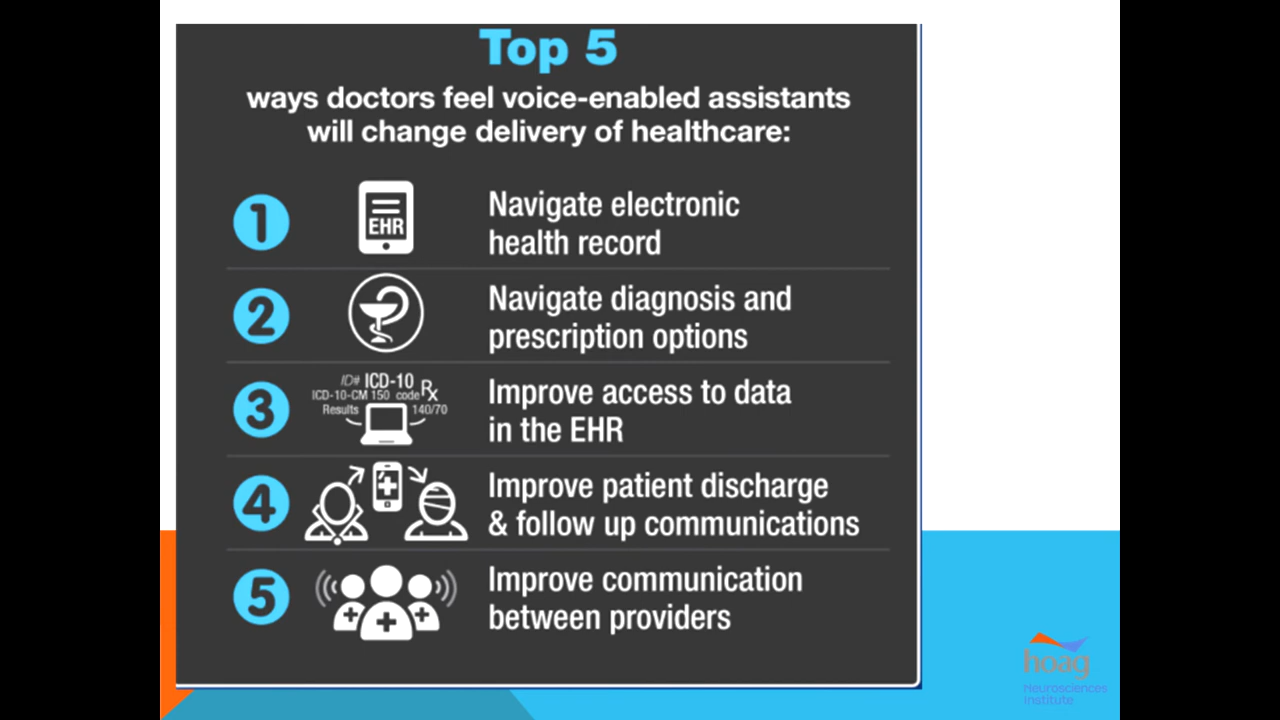 Top 5
ways doctors feel voice-enabled assistants
will change delivery of healthcare:
1
EHR
Navigate electronic
health record
2
Navigate diagnosis and
prescription options
3
ID# ICD-10
ICD-10-CM 150 code Rx
Results 140/70
Improve access to data
in the EHR
4
Improve patient discharge
& follow up communications
5
Improve communication
between providers
hoag
Neurosciences
Institute